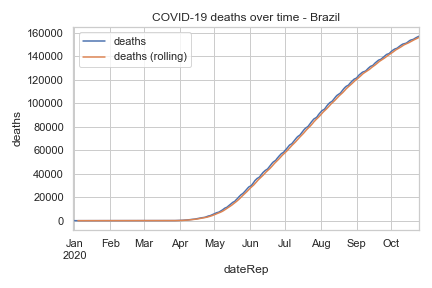 COVID-19 deaths over time - Brazil
deaths
deaths (rolling)
160000
140000
120000
100000
80000
60000
40000
20000
0
deaths
Jan Feb Mar Apr May Jun Jul Aug Sep Oct
2020
dateRep